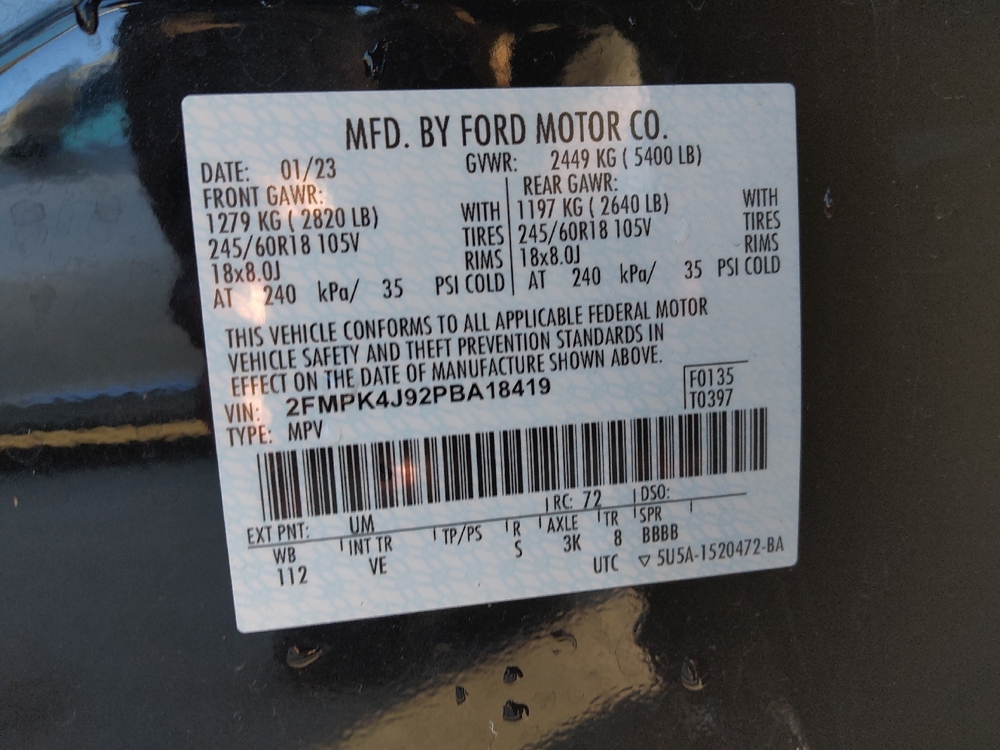 MFD. BY FORD MOTOR CO.
DATE: 01/23 GVWR: 2449 KG ( 5400 LB)
FRONT GAWR: REAR GAWR:
1279 KG ( 2820 LB) WITH 1197 KG ( 2640 LB) WITH
245/60R18 105V TIRES 245/60R18 105V TIRES
18x8.0J RIMS 18x8.0J RIMS
AT 240 kPa/ 35 PSI COLD AT 240 kPa/ 35 PSI COLD
THIS VEHICLE CONFORMS TO ALL APPLICABLE FEDERAL MOTOR
VEHICLE SAFETY AND THEFT PREVENTION STANDARDS IN
EFFECT ON THE DATE OF MANUFACTURE SHOWN ABOVE.
VIN: 2FMPK4J92PBA18419 F0135
TYPE: MPV T0397
EXT PNT: UM RC: 72 DSO:
WB INT TR TP/PS R AXLE TR SPR
112 VE S 3K 8 BBBB
UTC ▽ 5U5A-1520472-BA